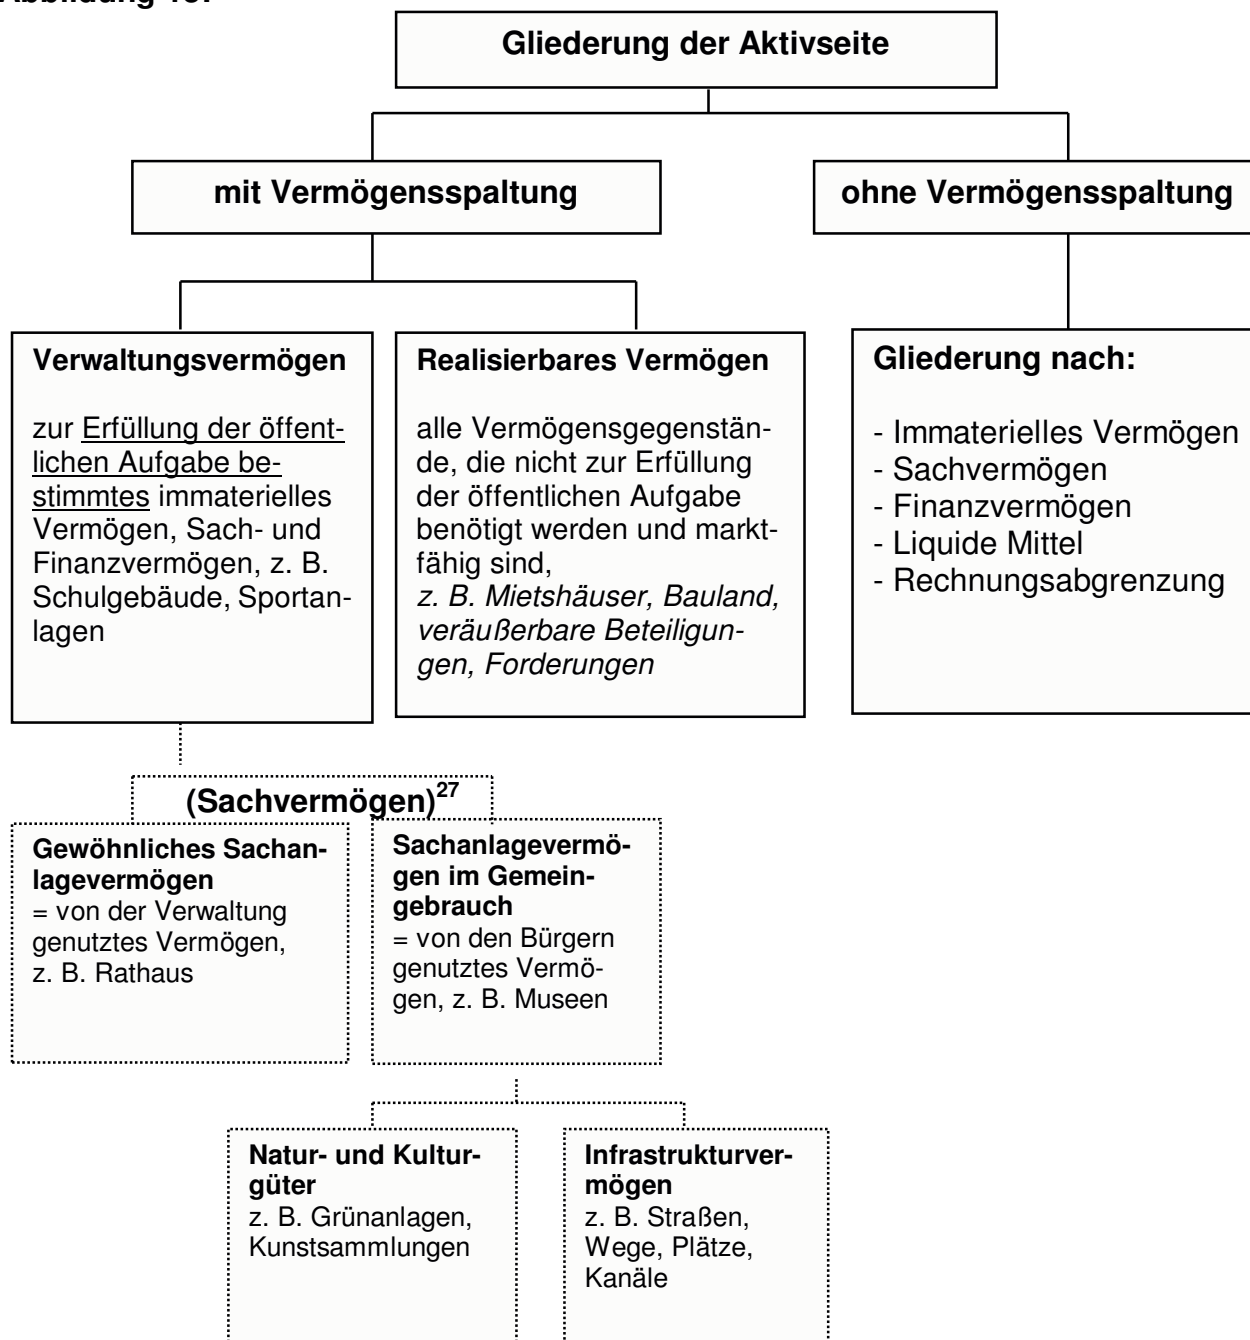 Abbildung 18:
Gliederung der Aktivseite
mit Vermögensspaltung
ohne Vermögensspaltung
Verwaltungsvermögen
zur Erfüllung der öffent-
lichen Aufgabe be-
stimmtes immaterielles
Vermögen, Sach- und
Finanzvermögen, z. B.
Schulgebäude, Sportan-
lagen
Realisierbares Vermögen
alle Vermögensgegenstän-
de, die nicht zur Erfüllung
der öffentlichen Aufgabe
benötigt werden und markt-
fähig sind,
z. B. Mietshäuser, Bauland,
veräußerbare Beteiligun-
gen, Forderungen
Gliederung nach:
- Immaterielles Vermögen
- Sachvermögen
- Finanzvermögen
- Liquide Mittel
- Rechnungsabgrenzung
(Sachvermögen)27
Gewöhnliches Sachan-
lagevermögen
= von der Verwaltung
genutztes Vermögen,
z. B. Rathaus
Sachanlagevermö-
gen im Gemein-
gebrauch
= von den Bürgern
genutztes Vermö-
gen, z. B. Museen
Natur- und Kultur-
güter
z. B. Grünanlagen,
Kunstsammlungen
Infrastrukturver-
mögen
z. B. Straßen,
Wege, Plätze,
Kanäle